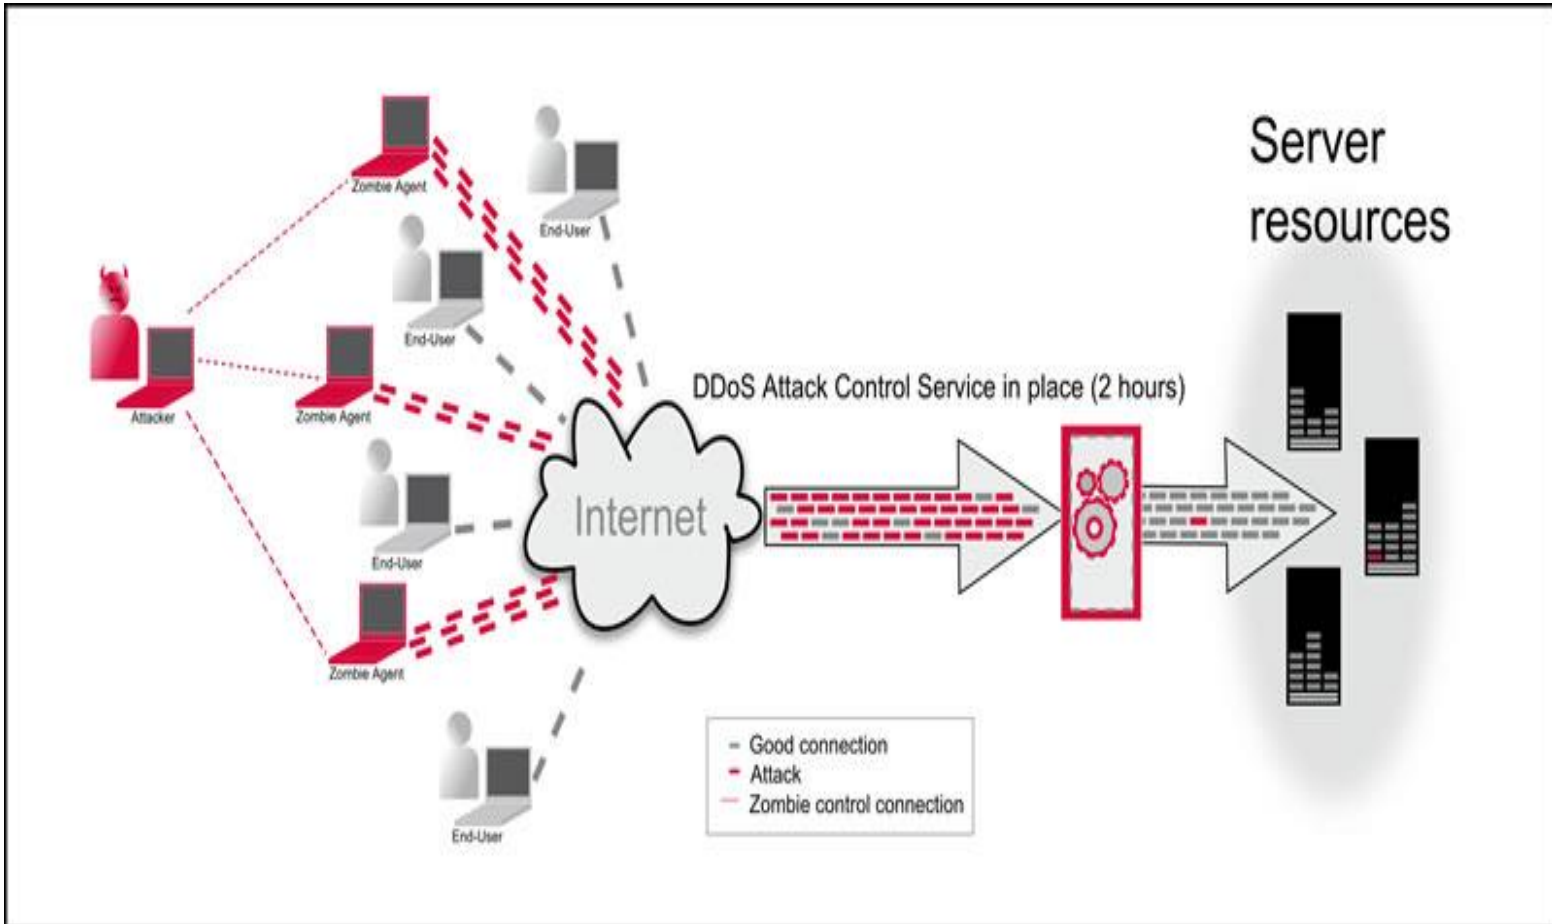 Server
resources
Zombie Agent
End-User
End-User
Attacker
Zombie Agent
DDoS Attack Control Service in place (2 hours)
Internet
End-User
Zombie Agent
End-User
Good connection
Attack
Zombie control connection